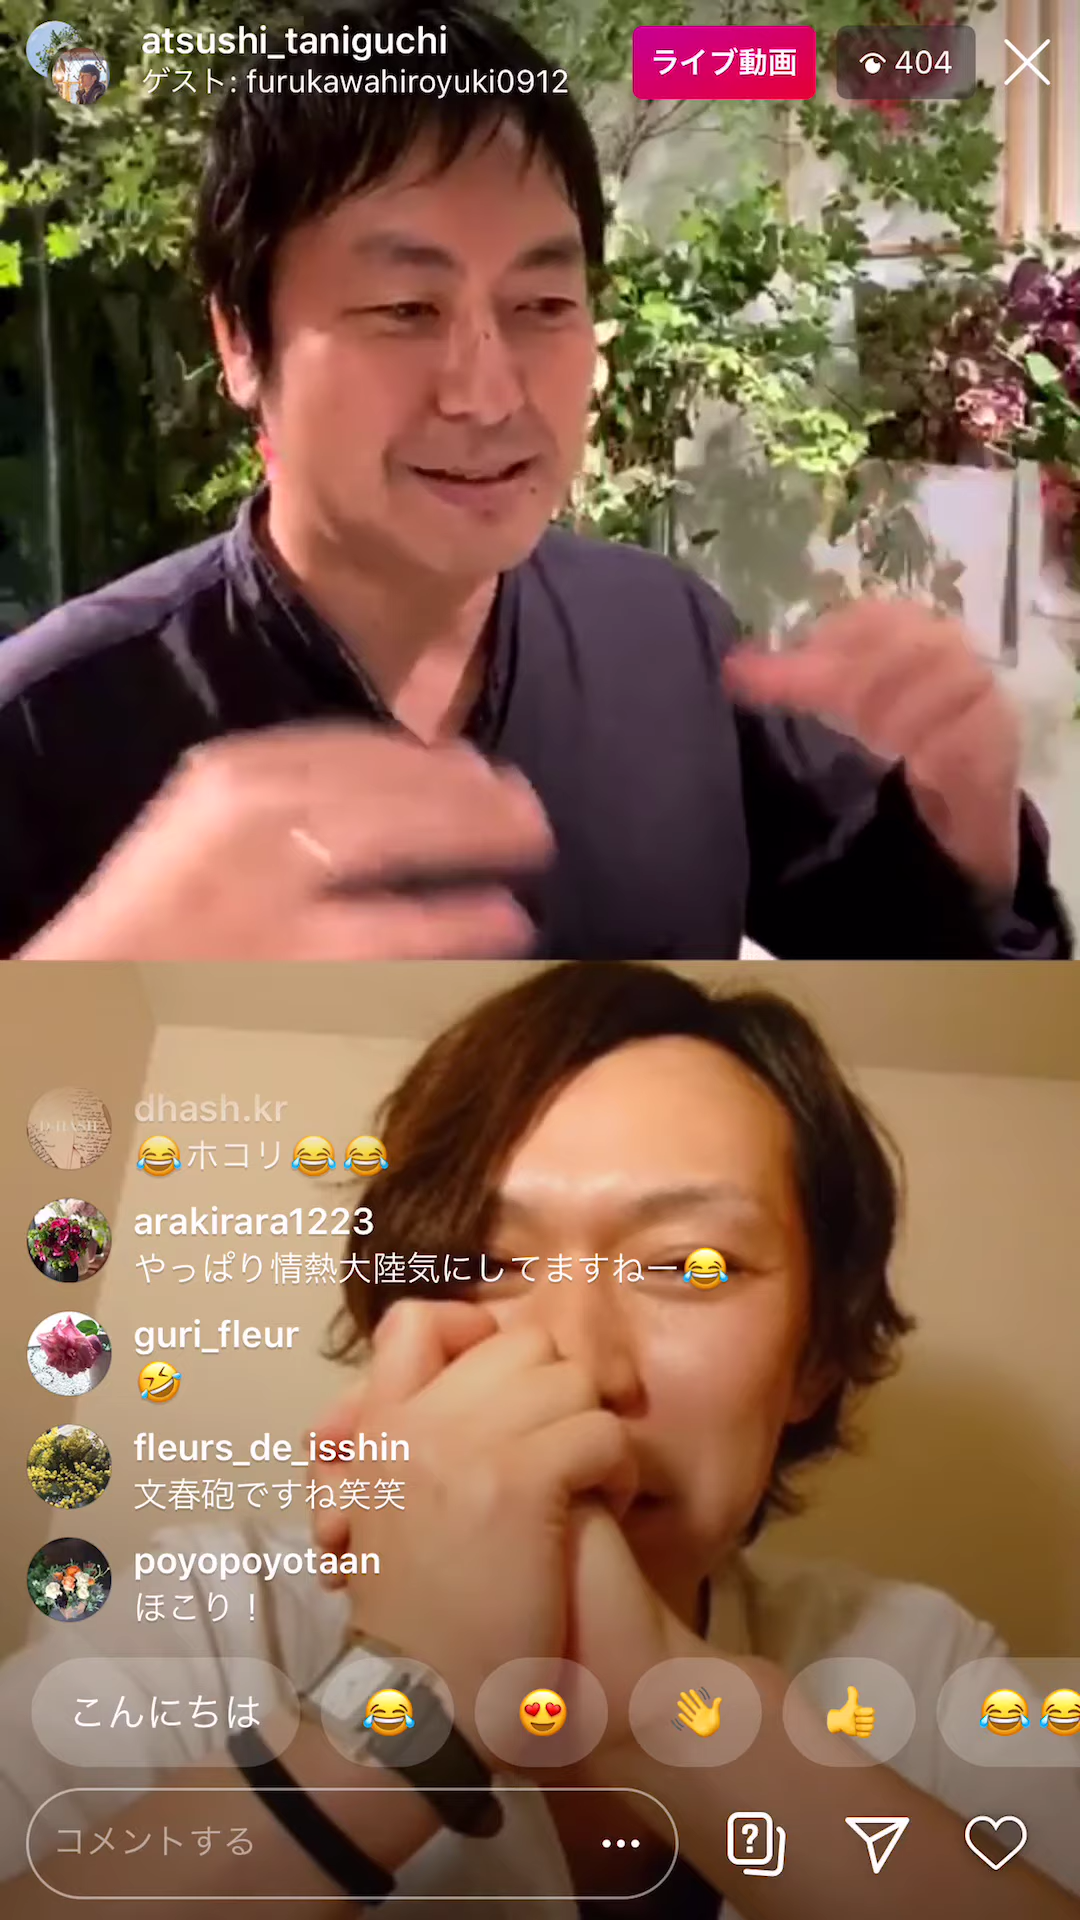 atsushi_taniguchi
ゲスト: furukawahiroyuki0912
ライブ動画
404
dhash.kr
😂ホコリ😂😂
arakirara1223
やっぱり情熱大陸気にしてますねー😂
guri_fleur
🤣
fleurs_de_isshin
文春砲ですね笑笑
poyopoyotaan
ほこり！
こんにちは 😂 😍 👋 👍 😂😂
コメントする